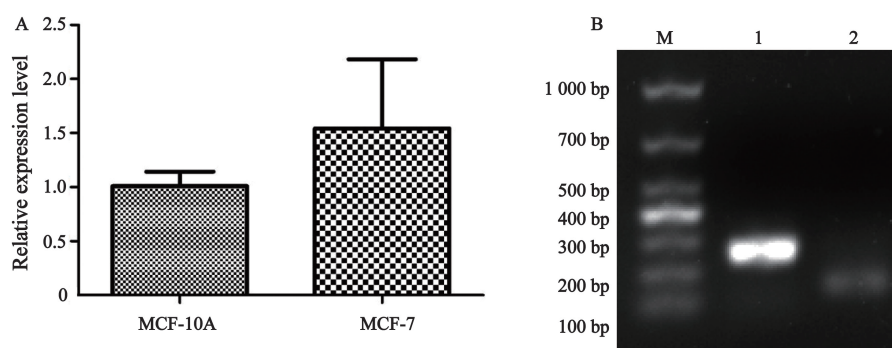 A
Relative expression level
2.5
2.0
1.5
1.0
0.5
0
MCF-10A
MCF-7
B
M
1
2
1 000 bp
700 bp
500 bp
400 bp
300 bp
200 bp
100 bp